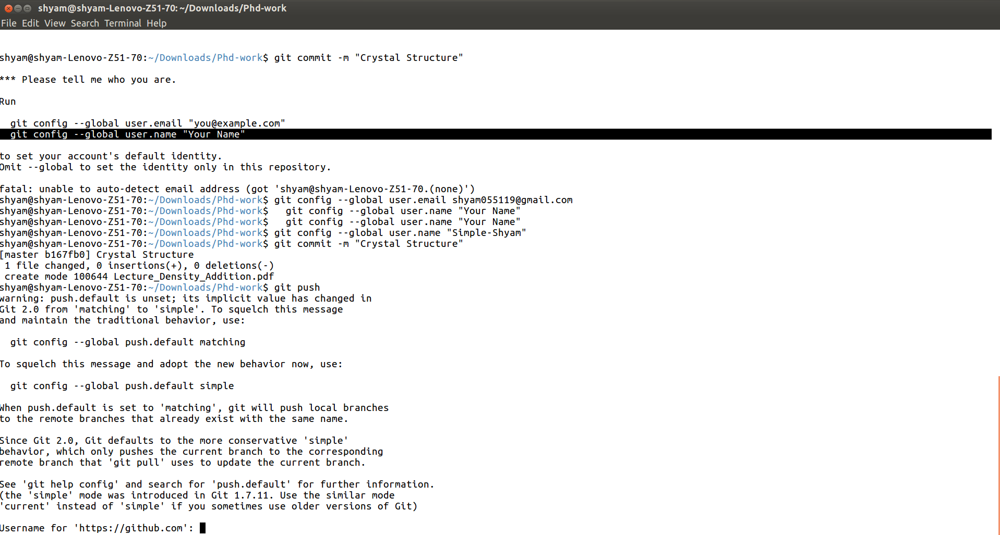 shyam@shyam-Lenovo-Z51-70: ~/Downloads/Phd-work
File Edit View Search Terminal Help
shyam@shyam-Lenovo-Z51-70:~/Downloads/Phd-work$ git commit -m "Crystal Structure"
*** Please tell me who you are.
Run
  git config --global user.email "you@example.com"
  git config --global user.name "Your Name"
to set your account's default identity.
Omit --global to set the identity only in this repository.
fatal: unable to auto-detect email address (got 'shyam@shyam-Lenovo-Z51-70.(none)')
shyam@shyam-Lenovo-Z51-70:~/Downloads/Phd-work$ git config --global user.email shyam055119@gmail.com
shyam@shyam-Lenovo-Z51-70:~/Downloads/Phd-work$   git config --global user.name "Your Name"
shyam@shyam-Lenovo-Z51-70:~/Downloads/Phd-work$   git config --global user.name "Your Name"
shyam@shyam-Lenovo-Z51-70:~/Downloads/Phd-work$ git config --global user.name "Simple-Shyam"
shyam@shyam-Lenovo-Z51-70:~/Downloads/Phd-work$ git commit -m "Crystal Structure"
[master b167fb0] Crystal Structure
 1 file changed, 0 insertions(+), 0 deletions(-)
 create mode 100644 Lecture_Density_Addition.pdf
shyam@shyam-Lenovo-Z51-70:~/Downloads/Phd-work$ git push
warning: push.default is unset; its implicit value has changed in
Git 2.0 from 'matching' to 'simple'. To squelch this message
and maintain the traditional behavior, use:
  git config --global push.default matching
To squelch this message and adopt the new behavior now, use:
  git config --global push.default simple
When push.default is set to 'matching', git will push local branches
to the remote branches that already exist with the same name.
Since Git 2.0, Git defaults to the more conservative 'simple'
behavior, which only pushes the current branch to the corresponding
remote branch that 'git pull' uses to update the current branch.
See 'git help config' and search for 'push.default' for further information.
(the 'simple' mode was introduced in Git 1.7.11. Use the similar mode
'current' instead of 'simple' if you sometimes use older versions of Git)
Username for 'https://github.com':